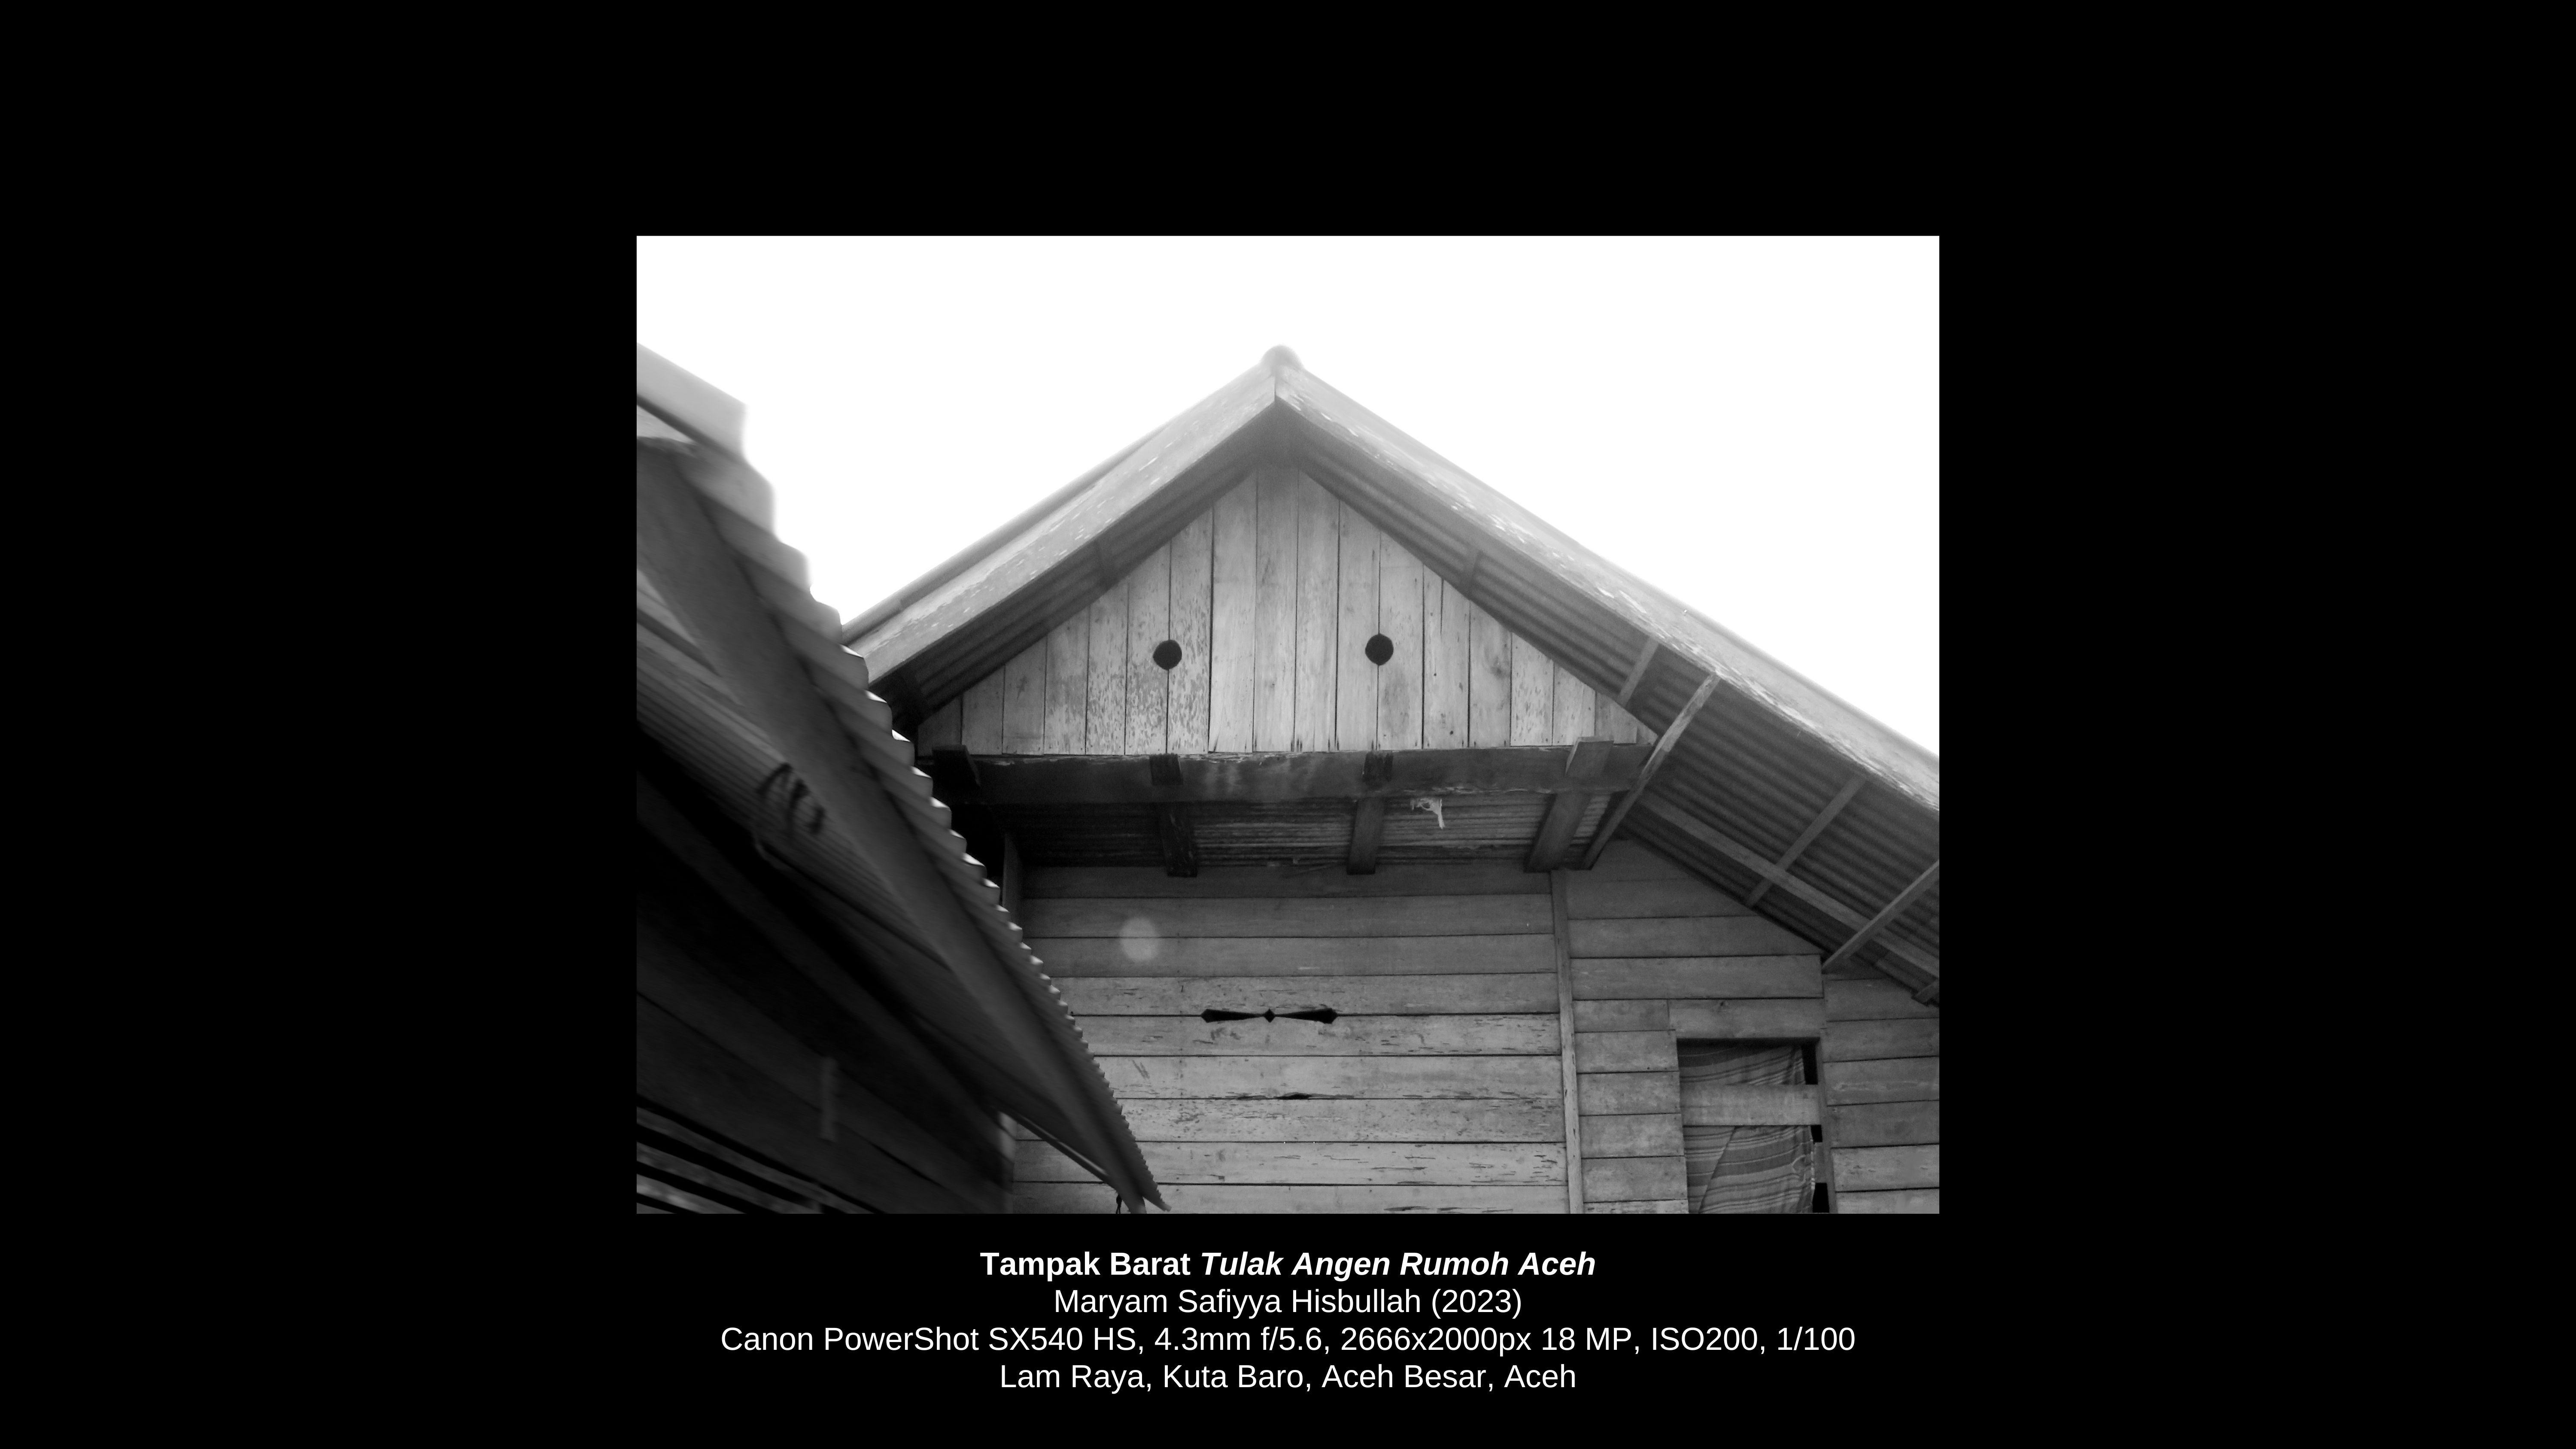 Tampak Barat Tulak Angen Rumoh Aceh
Maryam Safiyya Hisbullah (2023)
Canon PowerShot SX540 HS, 4.3mm f/5.6, 2666x2000px 18 MP, ISO200, 1/100
Lam Raya, Kuta Baro, Aceh Besar, Aceh